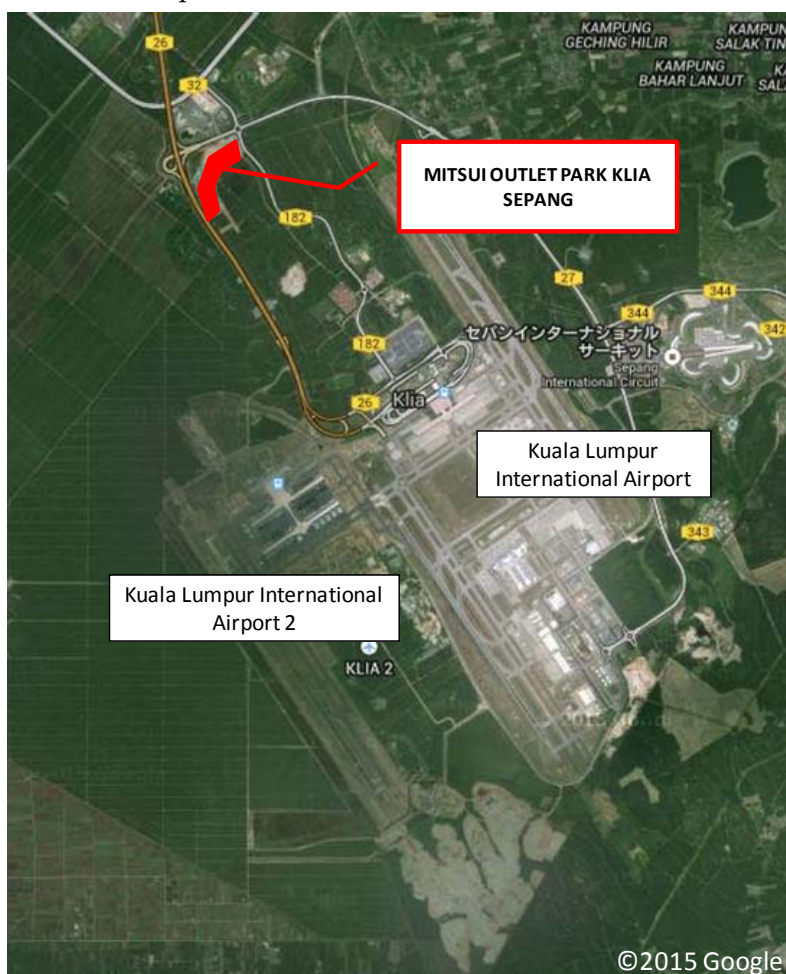 KAMPUNG
GECHING HILIR
SALAK TIN
KAMPUNG
BAHAR LANJUT
26
32
MITSUI OUTLET PARK KLIA
SEPANG
182
27
344
344
342
セパンインターナショナル
サーキット
Sepang
International Circuit
182
Klia
26
Kuala Lumpur
International Airport
343
Kuala Lumpur International
Airport 2
KLIA 2
©2015 Google